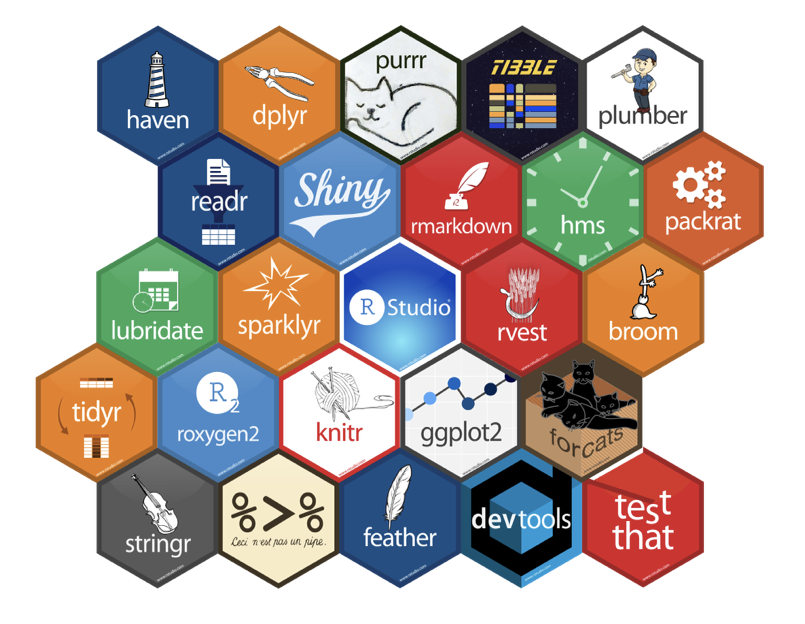 haven
dplyr
purrr
TIBBLE
plumber
readr
Shiny
rmarkdown
hms
packrat
lubridate
sparklyr
R Studio®
rvest
broom
tidyr
R2
roxygen2
knitr
ggplot2
forcats
stringr
%>%
Ceci n'est pas un pipe.
feather
devtools
test
that